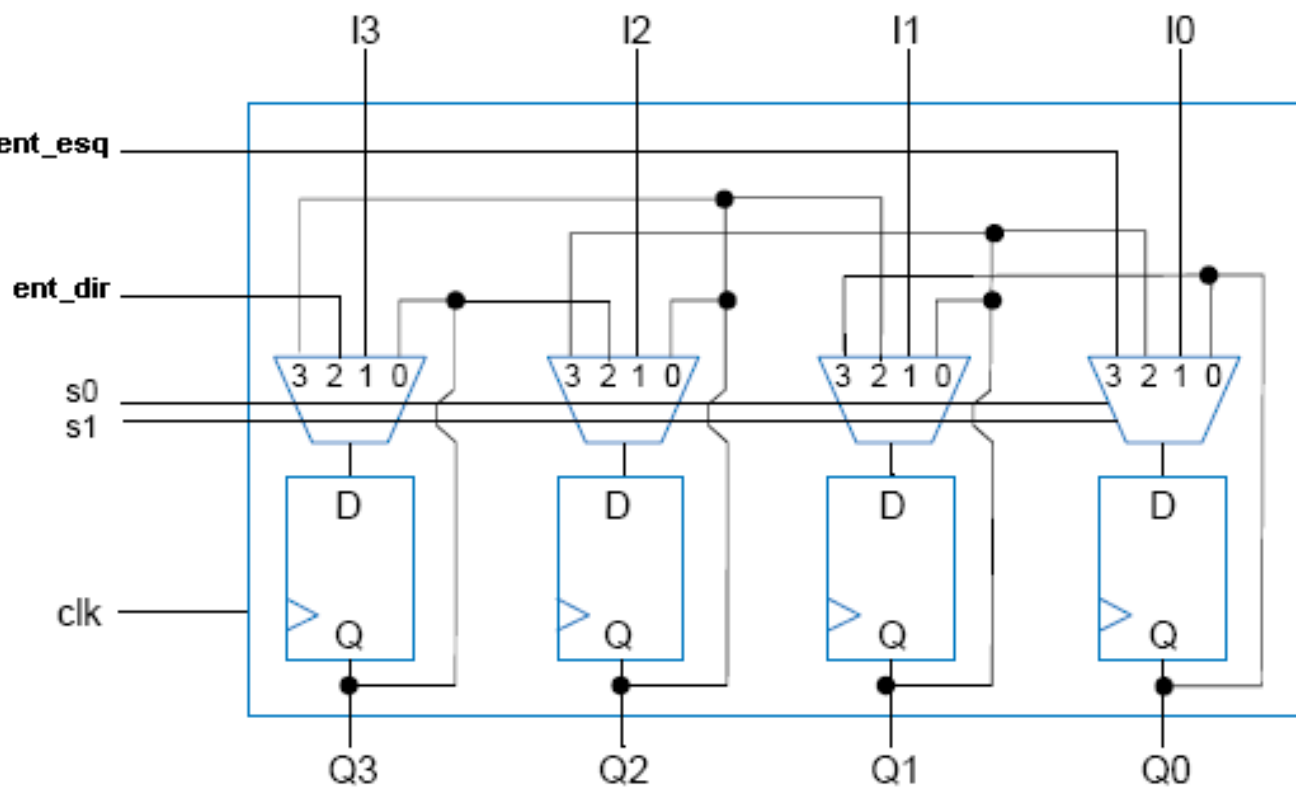 I3 I2 I1 I0
ent_esq
ent_dir
3 2 1 0 3 2 1 0 3 2 1 0 3 2 1 0
s0
s1
D D D D
clk
Q Q Q Q
Q3 Q2 Q1 Q0